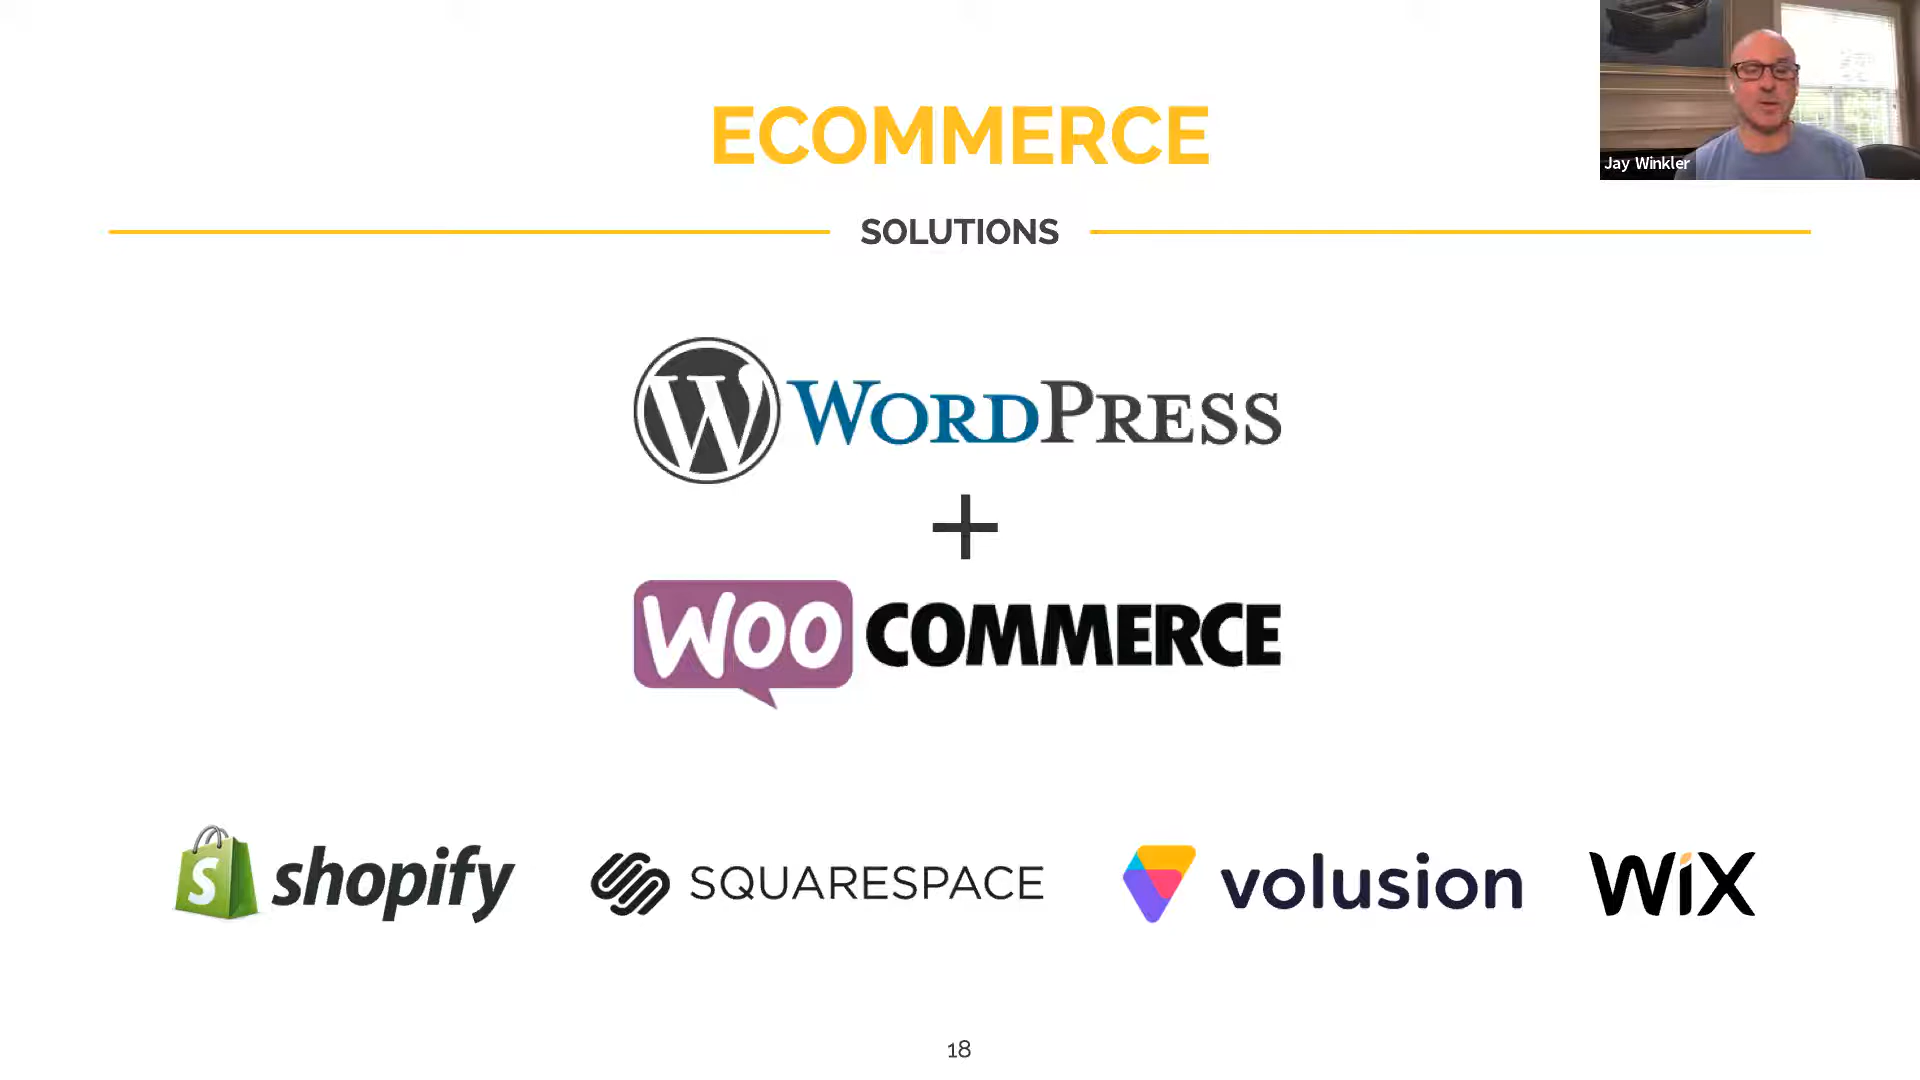 ECOMMERCE
Jay Winkler
SOLUTIONS
W WORDPRESS
+
WOO COMMERCE
S shopify
SQUARESPACE
volusion
WiX
18